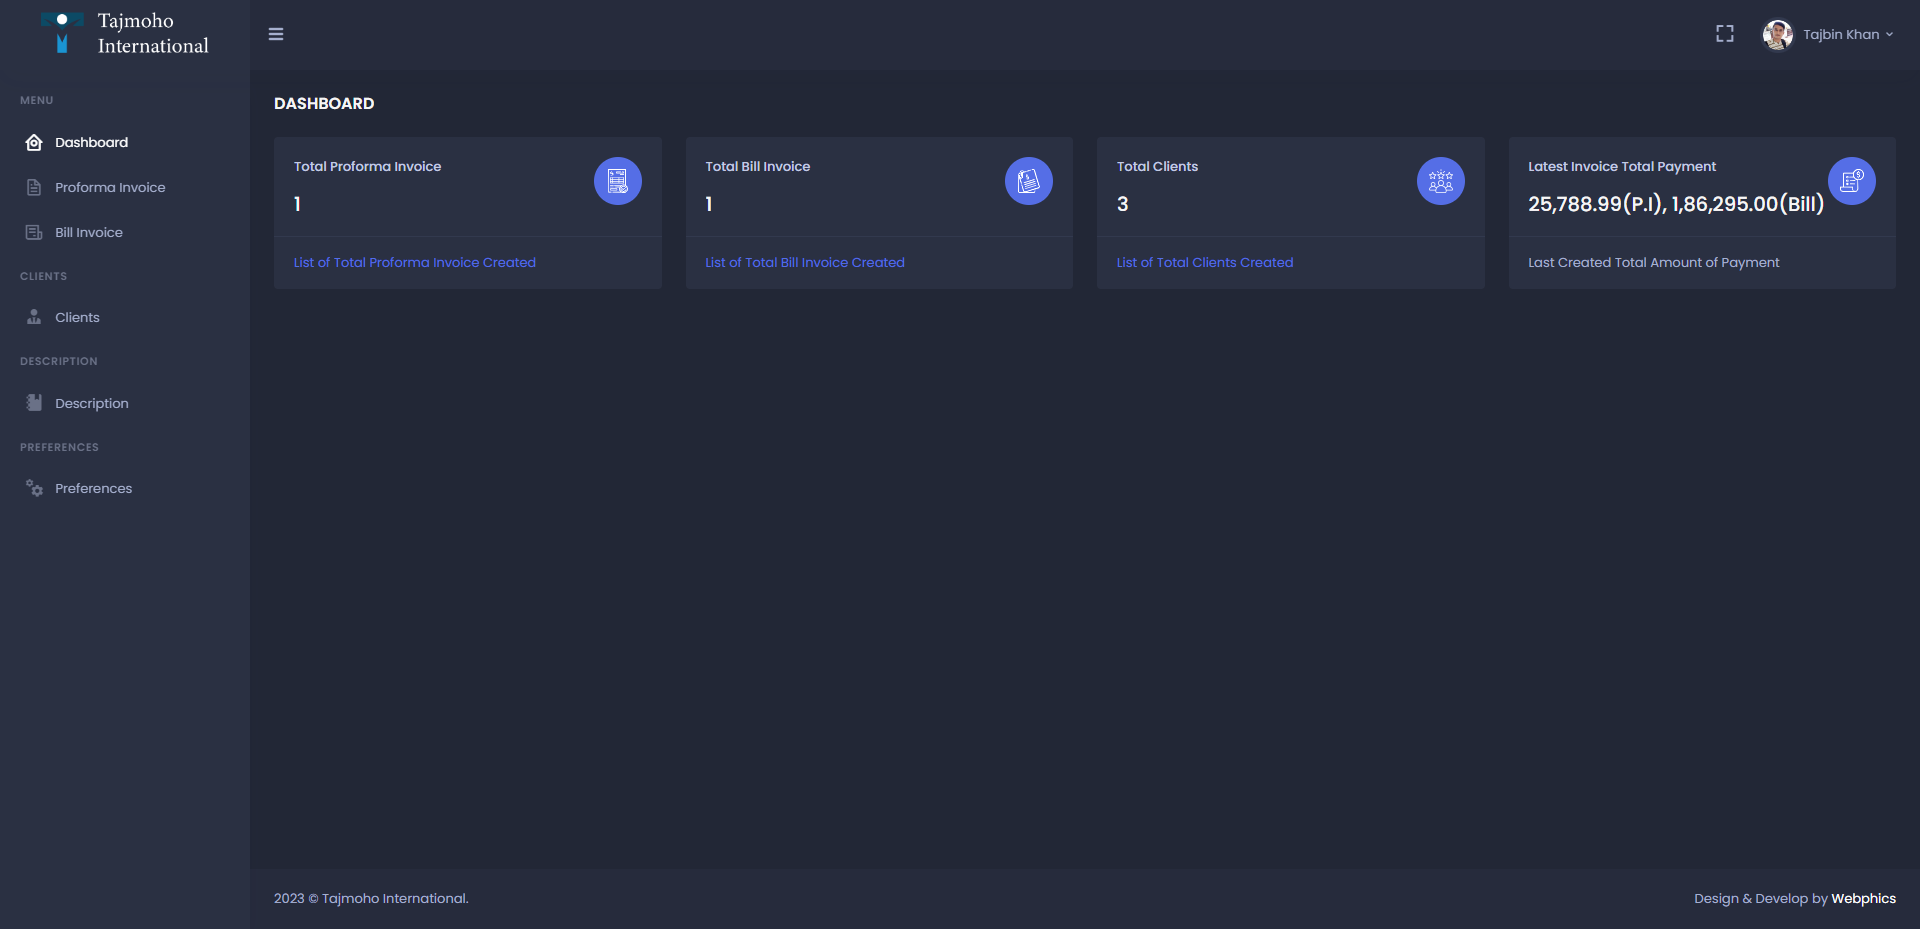 Tajmoho
International
Tajbin Khan
MENU
Dashboard
Proforma Invoice
Bill Invoice
CLIENTS
Clients
DESCRIPTION
Description
PREFERENCES
Preferences
DASHBOARD
Total Proforma Invoice
1
List of Total Proforma Invoice Created
Total Bill Invoice
1
List of Total Bill Invoice Created
Total Clients
3
List of Total Clients Created
Latest Invoice Total Payment
25,788.99(P.I), 1,86,295.00(Bill)
Last Created Total Amount of Payment
2023 © Tajmoho International.
Design & Develop by Webphics